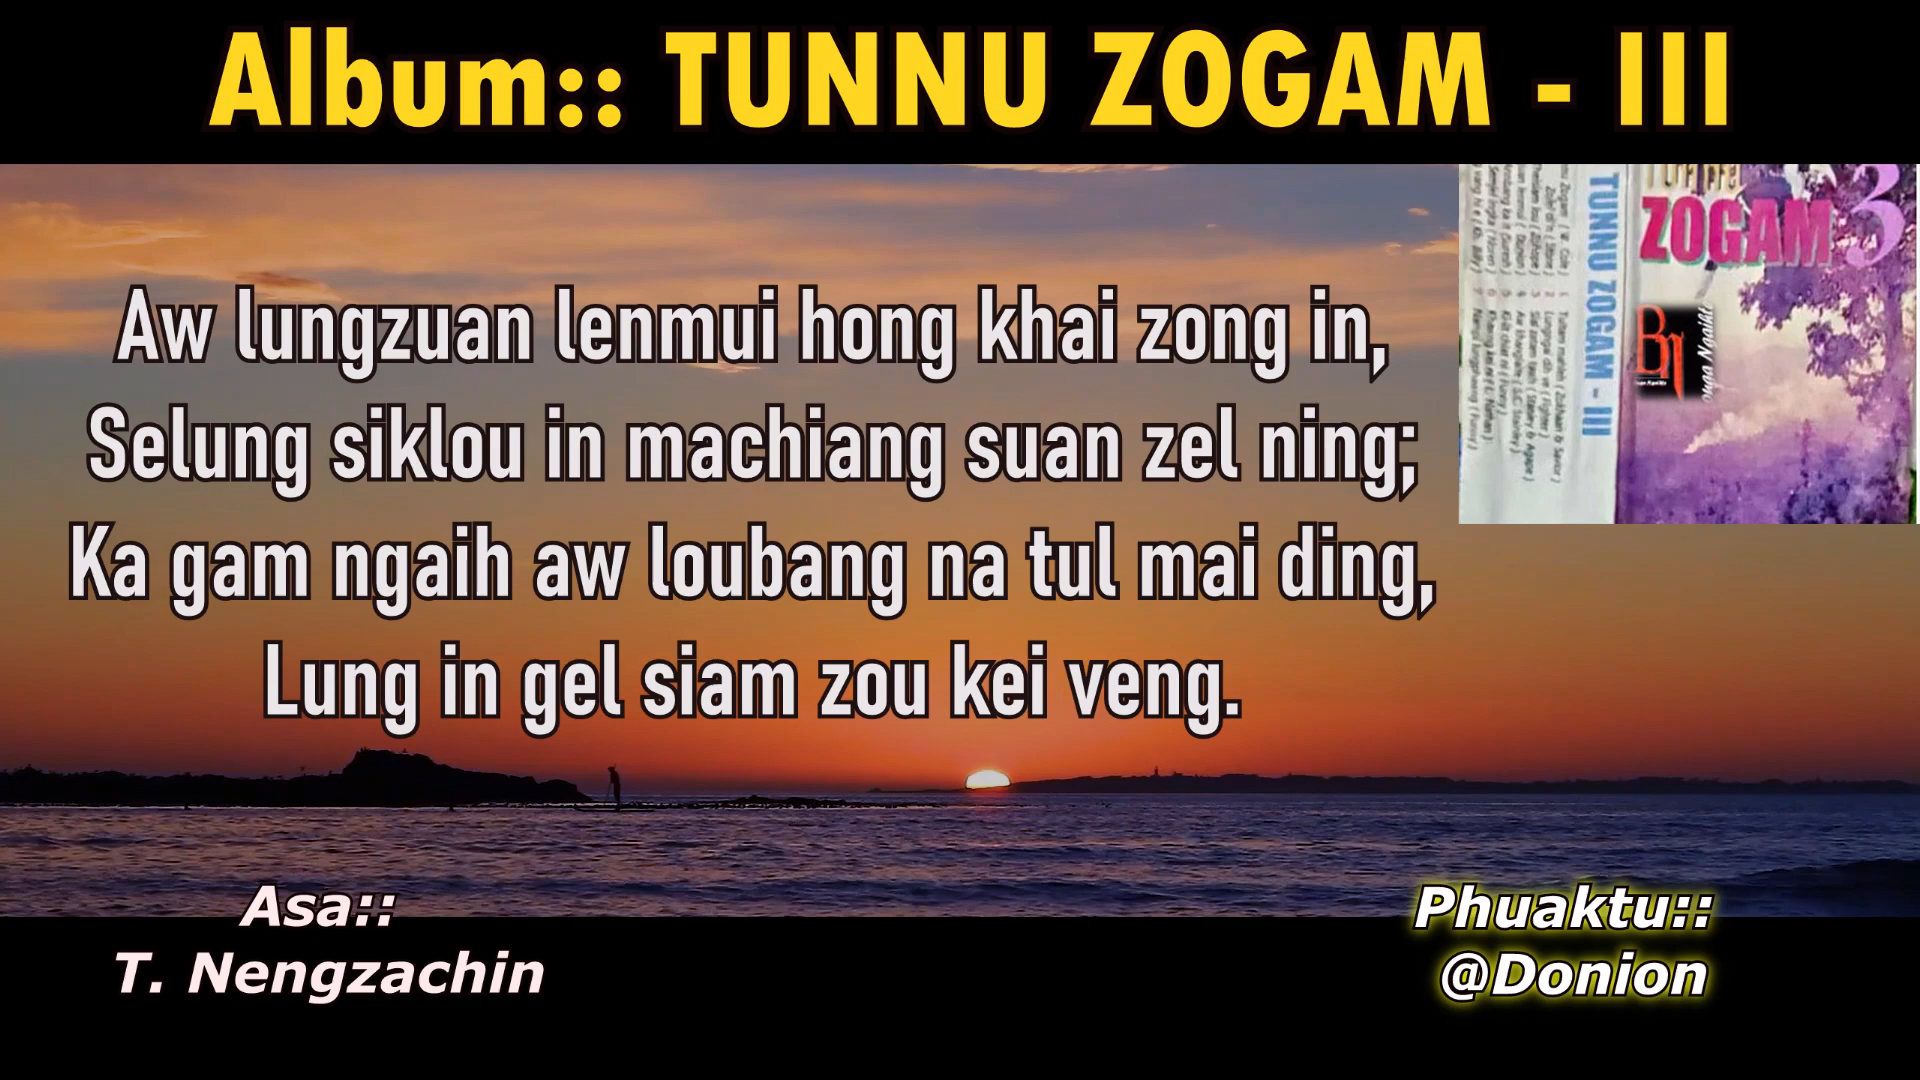 Album:: TUNNU ZOGAM - III
Aw lungzuan lenmui hong khai zong in,
Selung siklou in machiang suan zel ning;
Ka gam ngaih aw loubang na tul mai ding,
Lung in gel siam zou kei veng.
TUNNU ZOGAM - III
ZOGAM 3
BN
Asa::
T. Nengzachin
Phuaktu::
@Donion